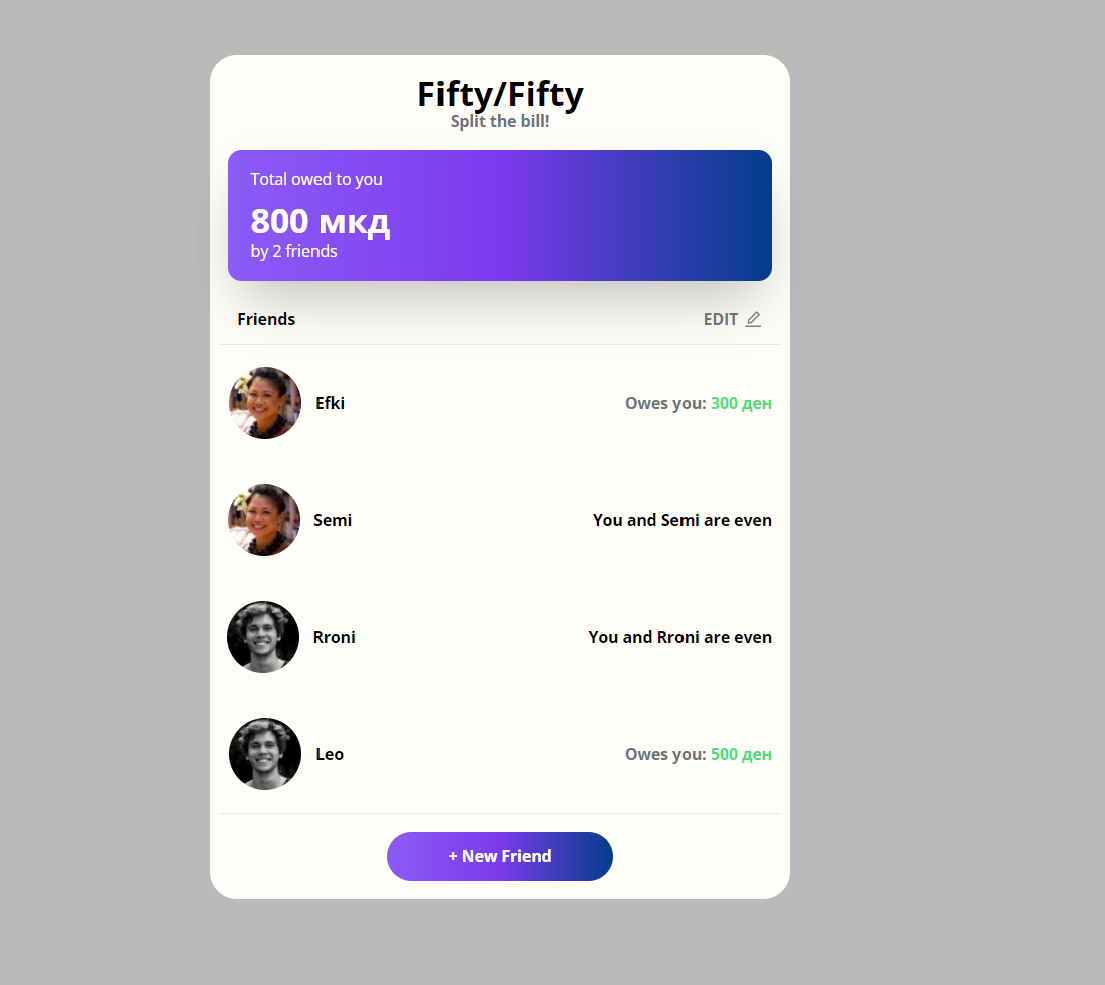 Fifty/Fifty
Split the bill!
Total owed to you
800 мкд
by 2 friends
Friends EDIT
Efki Owes you: 300 ден
Semi You and Semi are even
Rroni You and Rroni are even
Leo Owes you: 500 ден
+ New Friend